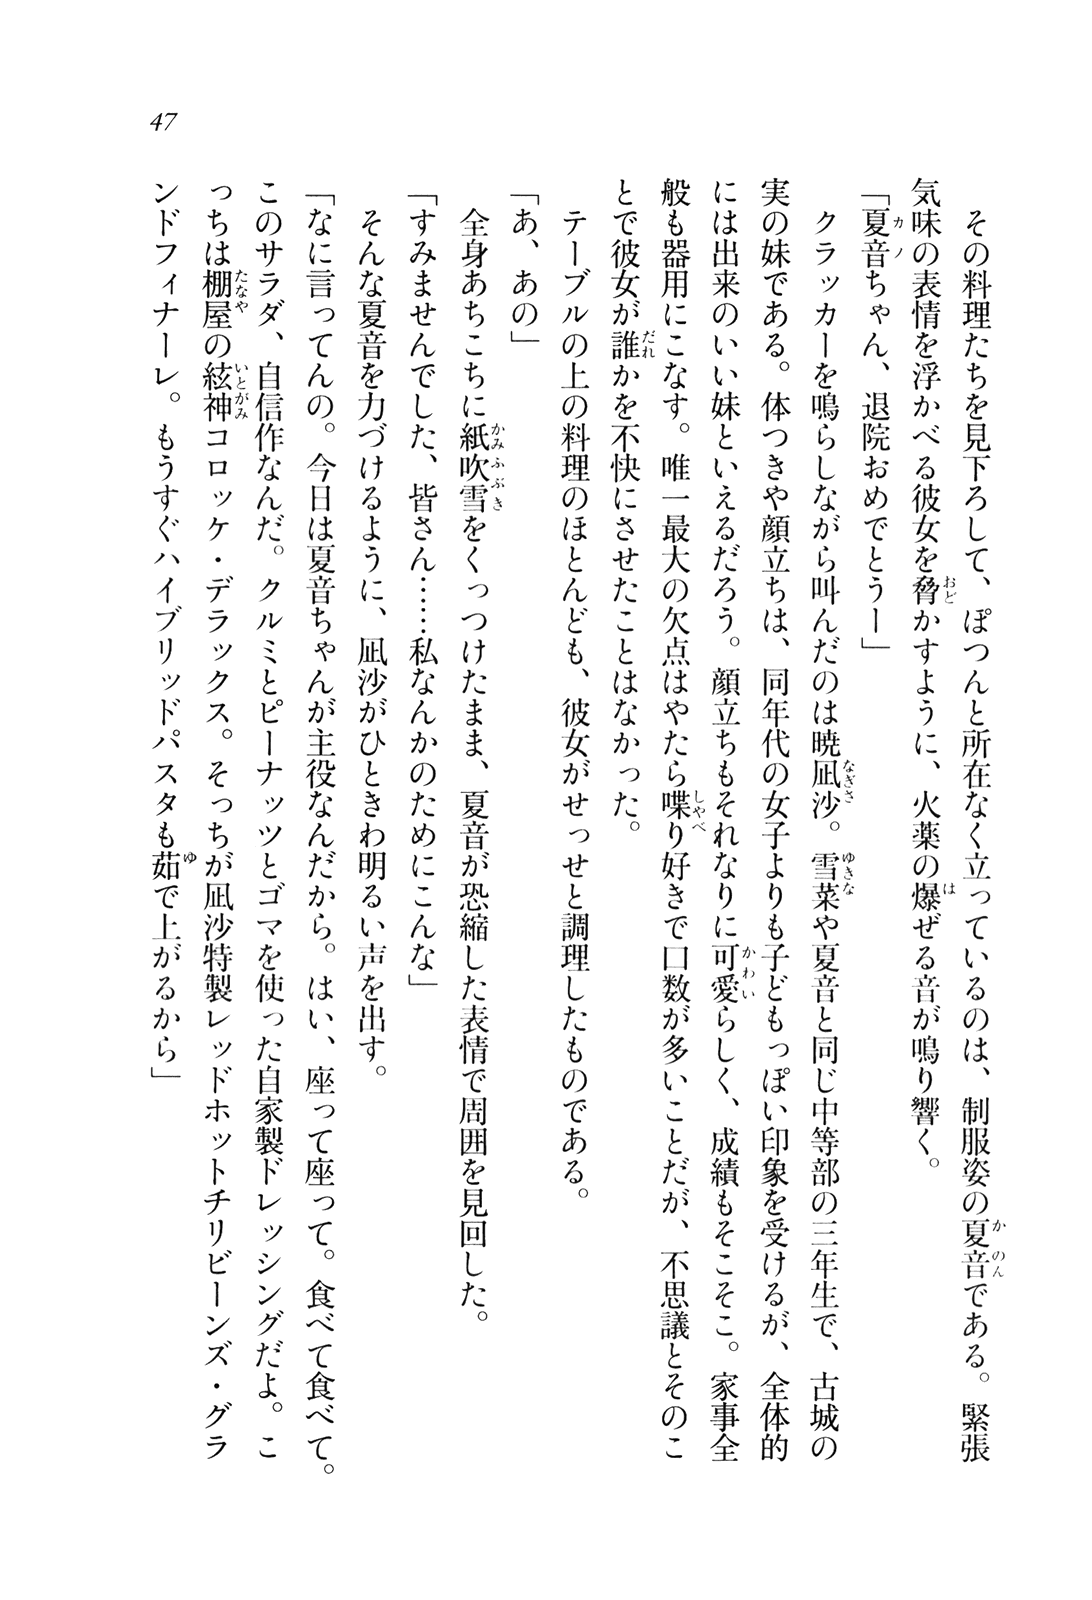 47
その料理たちを見下ろして、ぽつんと所在なく立っているのは、制服姿の夏音である。緊張
気味の表情を浮かべる彼女を脅かすように、火薬の爆ぜる音が鳴り響く。
「夏音ちゃん、退院おめでとうー」
クラッカーを鳴らしながら叫んだのは暁凪沙。雪菜や夏音と同じ中等部の三年生で、古城の
実の妹である。体つきや顔立ちは、同年代の女子よりも子どもっぽい印象を受けるが、全体的
には出来のいい妹といえるだろう。顔立ちもそれなりに可愛らしく、成績もそこそこ。家事全
般も器用にこなす。唯一最大の欠点はやたら喋り好きで口数が多いことだが、不思議とそのこ
とで彼女が誰かを不快にさせたことはなかった。
テーブルの上の料理のほとんども、彼女がせっせと調理したものである。
「あ、あの」
全身あちこちに紙吹雪をくっつけたまま、夏音が恐縮した表情で周囲を見回した。
「すみませんでした、皆さん……私なんかのためにこんな」
そんな夏音を力づけるように、凪沙がひときわ明るい声を出す。
「なに言ってんの。今日は夏音ちゃんが主役なんだから。はい、座って座って。食べて食べて。
このサラダ、自信作なんだ。クルミとピーナッツとゴマを使った自家製ドレッシングだよ。こ
っちは棚屋の絃神コロッケ・デラックス。そっちが凪沙特製レッドホットチリビーンズ・グラ
ンドフィナーレ。もうすぐハイブリッドパスタも茹で上がるから」